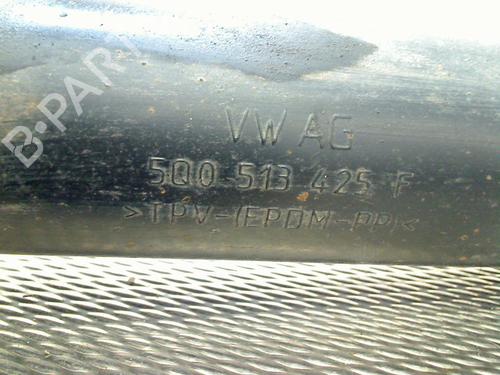 B-PARTS
VW AG
5Q0 513 425 F
>TPV-(EPDM-PP)<